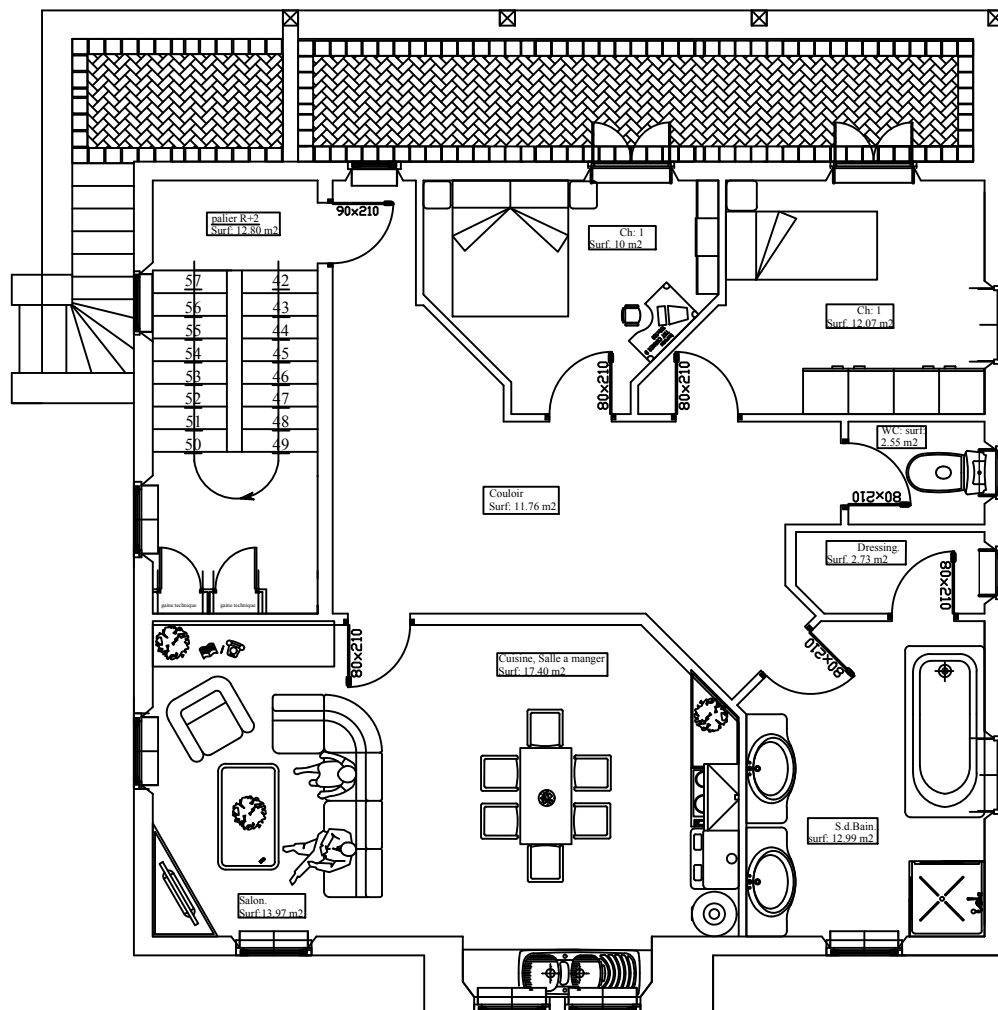 90x210
palier R+2
Surf: 12.80 m2
Ch: 1
Surf. 10 m2
57
42
56
43
55
44
54
45
53
46
52
47
51
48
50
49
Ch: 1
Surf. 12.07 m2
80x210
80x210
WC: surf:
2.55 m2
80x210
Couloir
Surf: 11.76 m2
Dressing.
Surf. 2.73 m2
80x210
gaine technique
gaine technique
80x210
80x210
Cuisine, Salle a manger
Surf: 17.40 m2
S.d.Bain.
surf: 12.99 m2
Salon.
Surf:13.97 m2